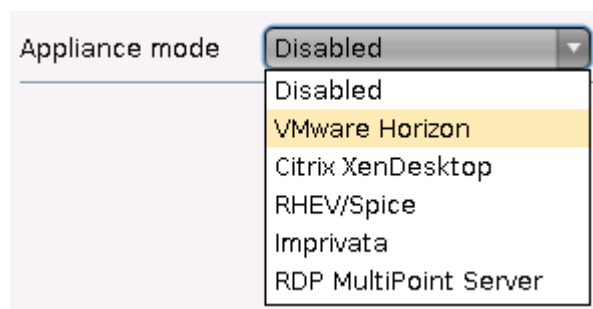 Appliance mode Disabled
Disabled
VMware Horizon
Citrix XenDesktop
RHEV/Spice
Imprivata
RDP MultiPoint Server